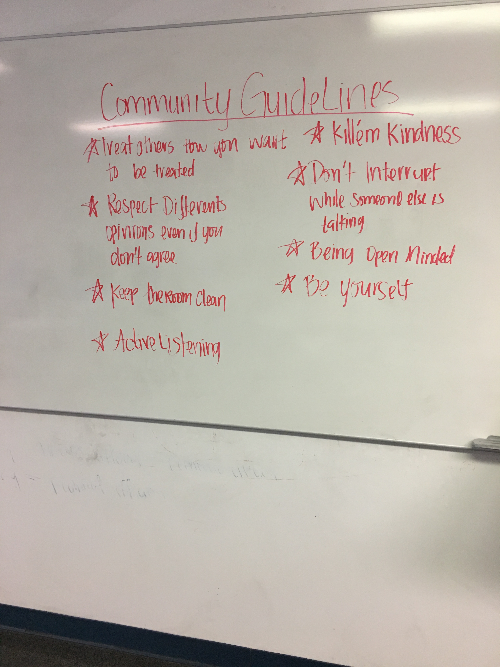 Community Guidelines
☆ Treat others how you want
to be treated
☆ Respect Differents
opinions even if you
don't agree
☆ Keep the room clean
☆ Active Listening
☆ Kill ém Kindness
☆ Don't Interrupt
while someone else is
talking
☆ Being Open Minded
☆ Be Yourself